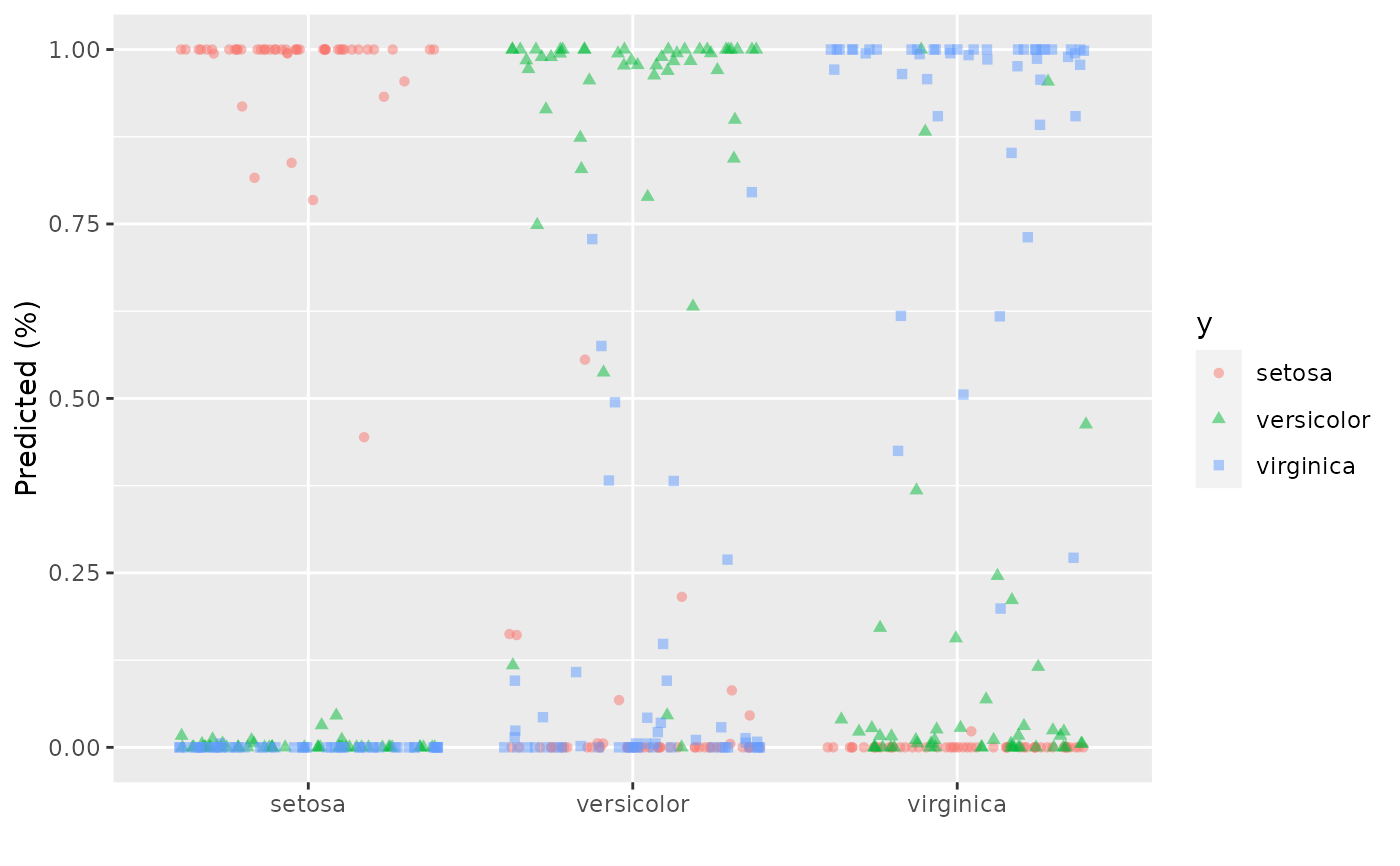 1.00
0.75
0.50
0.25
0.00
Predicted (%)
setosa
versicolor
virginica
y
setosa
versicolor
virginica